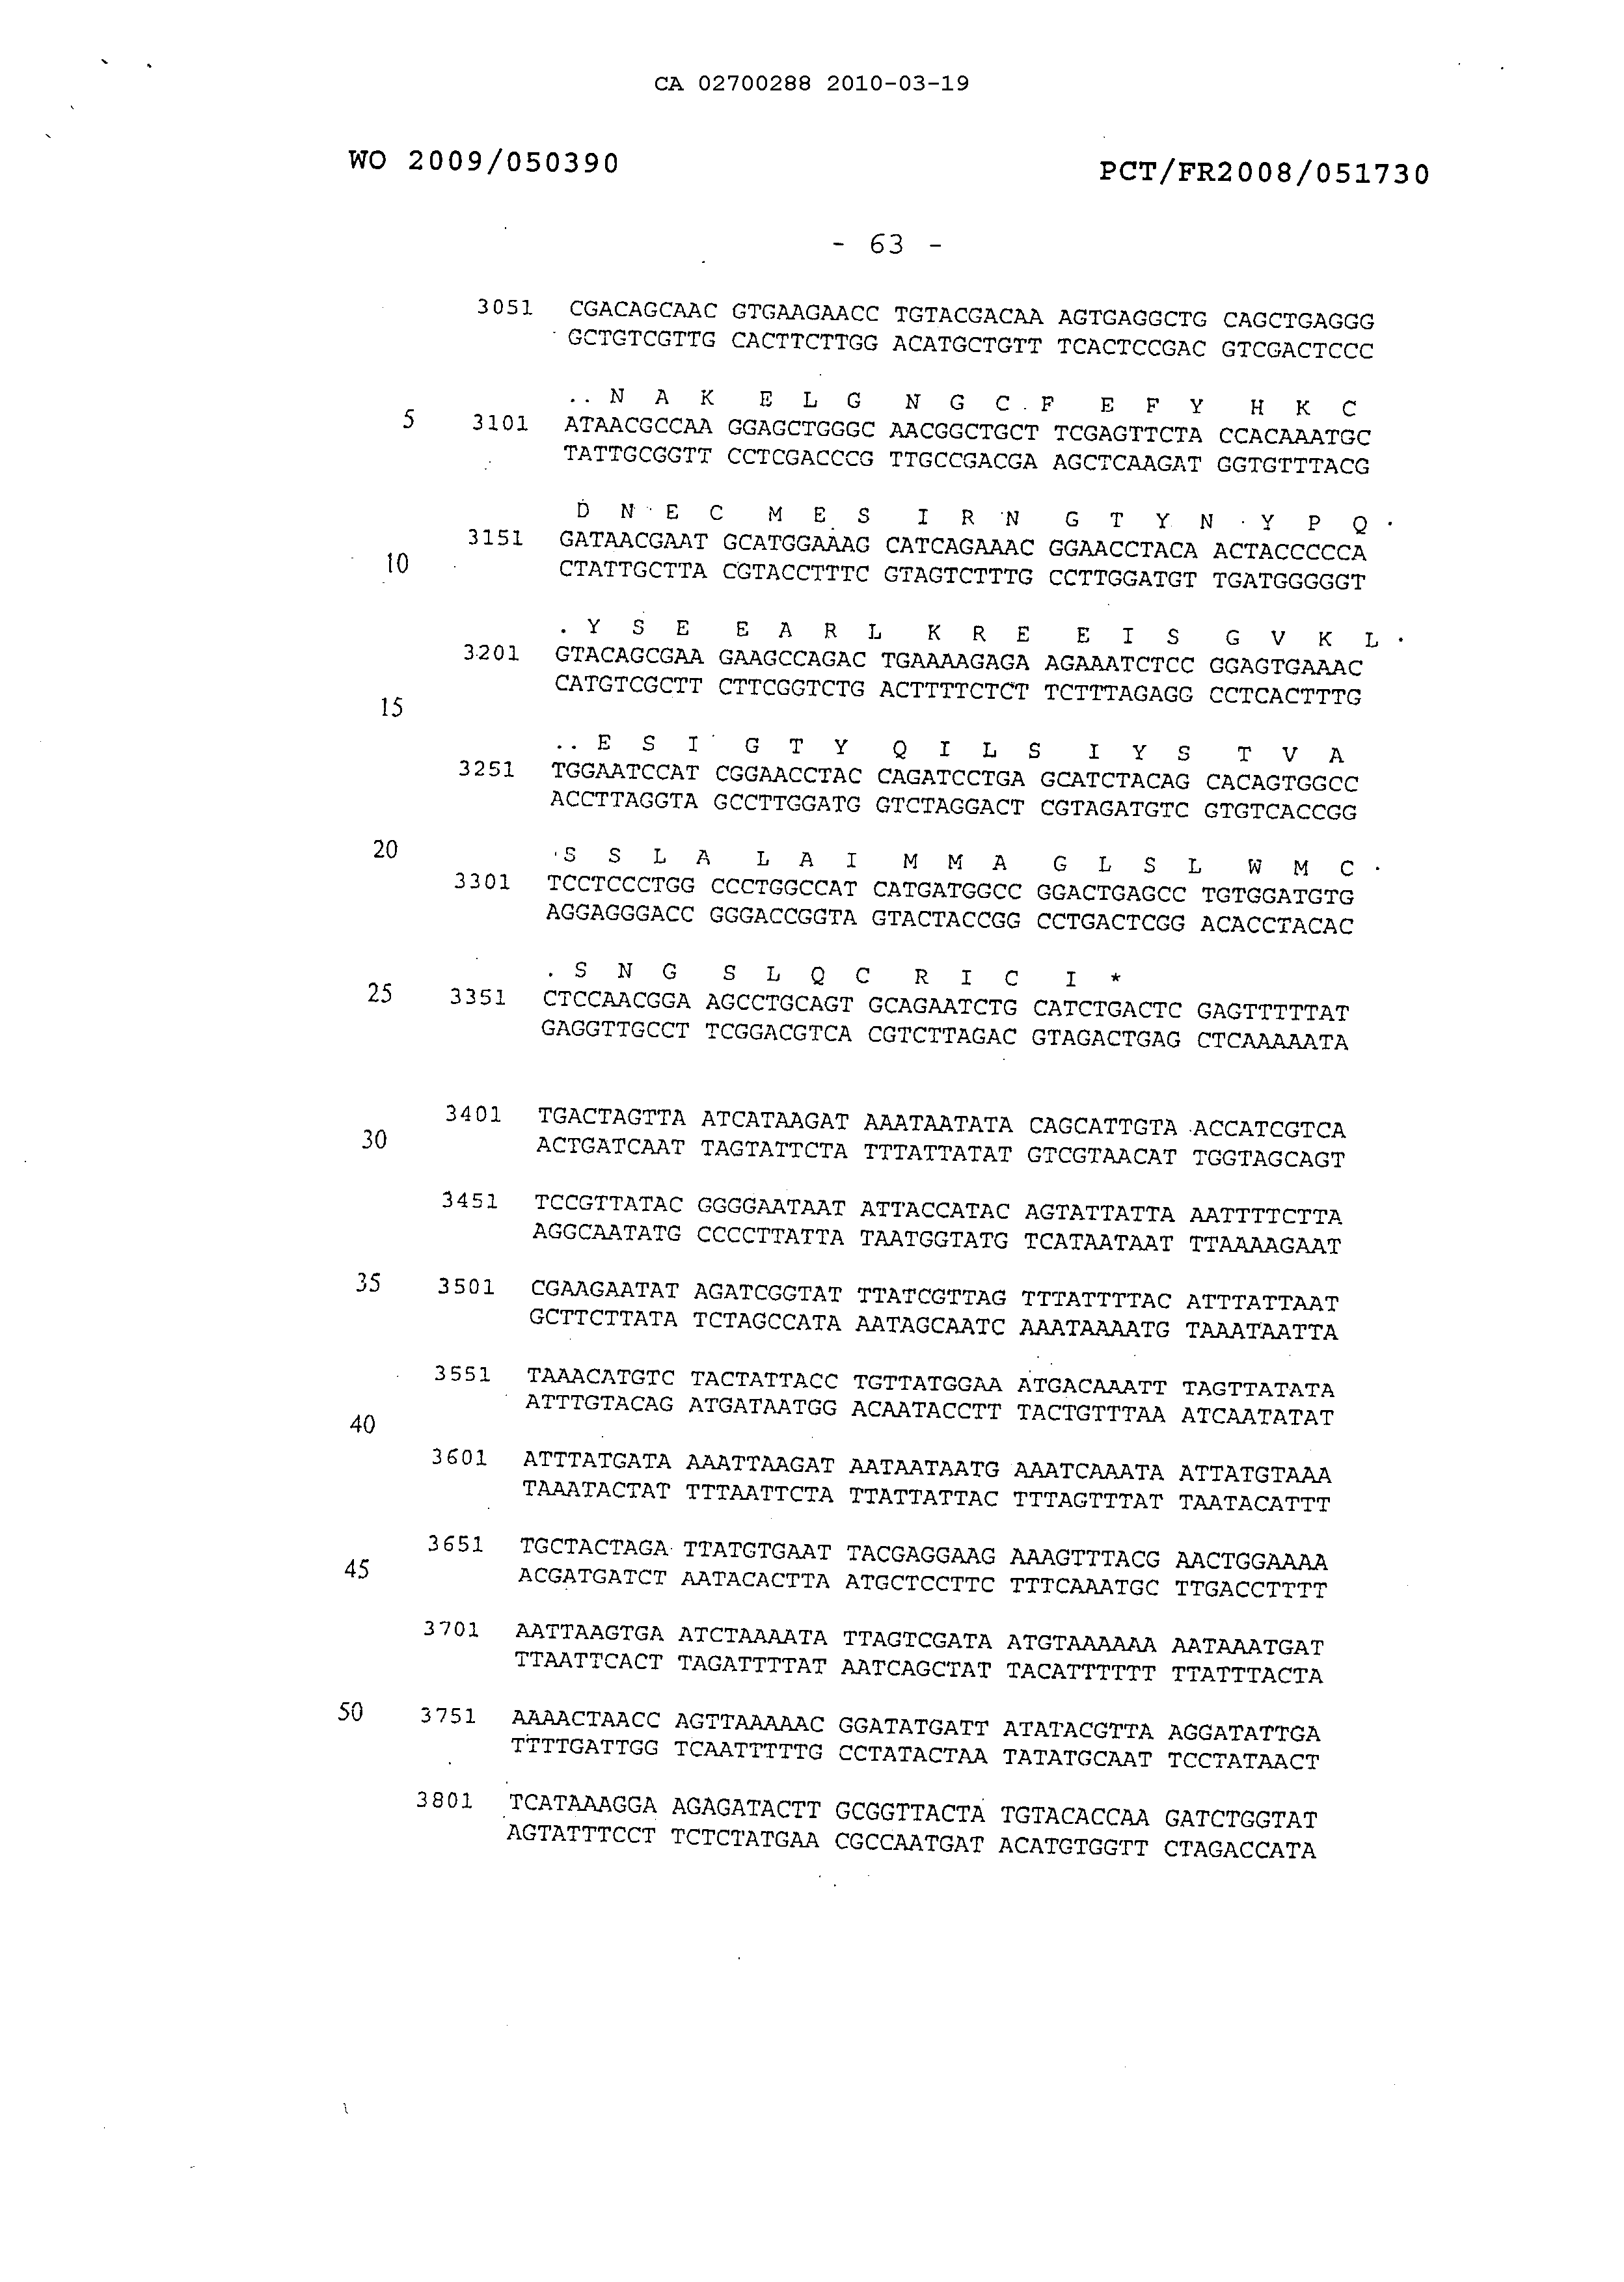 CA 02700288 2010-03-19
WO 2009/050390 PCT/FR2008/051730
- 63 -
3051 CGACAGCAAC GTGAAGAACC TGTACGACAA AGTGAGGCTG CAGCTGAGGG
GCTGTCGTTG CACTTCTTGG ACATGCTGTT TCACTCCGAC GTCGACTCCC
.. N A K E L G N G C F E F Y H K C
5 3101 ATAACGCCAA GGAGCTGGGC AACGGCTGCT TCGAGTTCTA CCACAAATGC
TATTGCGGTT CCTCGACCCG TTGCCGACGA AGCTCAAGAT GGTGTTTACG
D N E C M E S I R N G T Y N Y P Q ·
3151 GATAACGAAT GCATGGAAAG CATCAGAAAC GGAACCTACA ACTACCCCCA
10 CTATTGCTTA CGTACCTTTC GTAGTCTTTG CCTTGGATGT TGATGGGGGT
. Y S E E A R L K R E E I S G V K L ·
3201 GTACAGCGAA GAAGCCAGAC TGAAAAGAGA AGAAATCTCC GGAGTGAAAC
CATGTCGCTT CTTCGGTCTG ACTTTTCTCT TCTTTAGAGG CCTCACTTTG
15
.. E S I G T Y Q I L S I Y S T V A
3251 TGGAATCCAT CGGAACCTAC CAGATCCTGA GCATCTACAG CACAGTGGCC
ACCTTAGGTA GCCTTGGATG GTCTAGGACT CGTAGATGTC GTGTCACCGG
20 S S L A L A I M M A G L S L W M C ·
3301 TCCTCCCTGG CCCTGGCCAT CATGATGGCC GGACTGAGCC TGTGGATGTG
AGGAGGGACC GGGACCGGTA GTACTACCGG CCTGACTCGG ACACCTACAC
. S N G S L Q C R I C I *
25 3351 CTCCAACGGA AGCCTGCAGT GCAGAATCTG CATCTGACTC GAGTTTTTAT
GAGGTTGCCT TCGGACGTCA CGTCTTAGAC GTAGACTGAG CTCAAAAATA
3401 TGACTAGTTA ATCATAAGAT AAATAATATA CAGCATTGTA ACCATCGTCA
30 ACTGATCAAT TAGTATTCTA TTTATTATAT GTCGTAACAT TGGTAGCAGT
3451 TCCGTTATAC GGGGAATAAT ATTACCATAC AGTATTATTA AATTTTCTTA
AGGCAATATG CCCCTTATTA TAATGGTATG TCATAATAAT TTAAAAGAAT
35 3501 CGAAGAATAT AGATCGGTAT TTATCGTTAG TTTATTTTAC ATTTATTAAT
GCTTCTTATA TCTAGCCATA AATAGCAATC AAATAAAATG TAAATAATTA
3551 TAAACATGTC TACTATTACC TGTTATGGAA ATGACAAATT TAGTTATATA
ATTTGTACAG ATGATAATGG ACAATACCTT TACTGTTTAA ATCAATATAT
40
3601 ATTTATGATA AAATTAAGAT AATAATAATG AAATCAAATA ATTATGTAAA
TAAATACTAT TTTAATTCTA TTATTATTAC TTTAGTTTAT TAATACATTT
3651 TGCTACTAGA TTATGTGAAT TACGAGGAAG AAAGTTTACG AACTGGAAAA
45 ACGATGATCT AATACACTTA ATGCTCCTTC TTTCAAATGC TTGACCTTTT
3701 AATTAAGTGA ATCTAAAATA TTAGTCGATA ATGTAAAAAA AATAAATGAT
TTAATTCACT TAGATTTTAT AATCAGCTAT TACATTTTTT TTATTTACTA
50 3751 AAAACTAACC AGTTAAAAAC GGATATGATT ATATACGTTA AGGATATTGA
TTTTGATTGG TCAATTTTTG CCTATACTAA TATATGCAAT TCCTATAACT
3801 TCATAAAGGA AGAGATACTT GCGGTTACTA TGTACACCAA GATCTGGTAT
AGTATTTCCT TCTCTATGAA CGCCAATGAT ACATGTGGTT CTAGACCATA